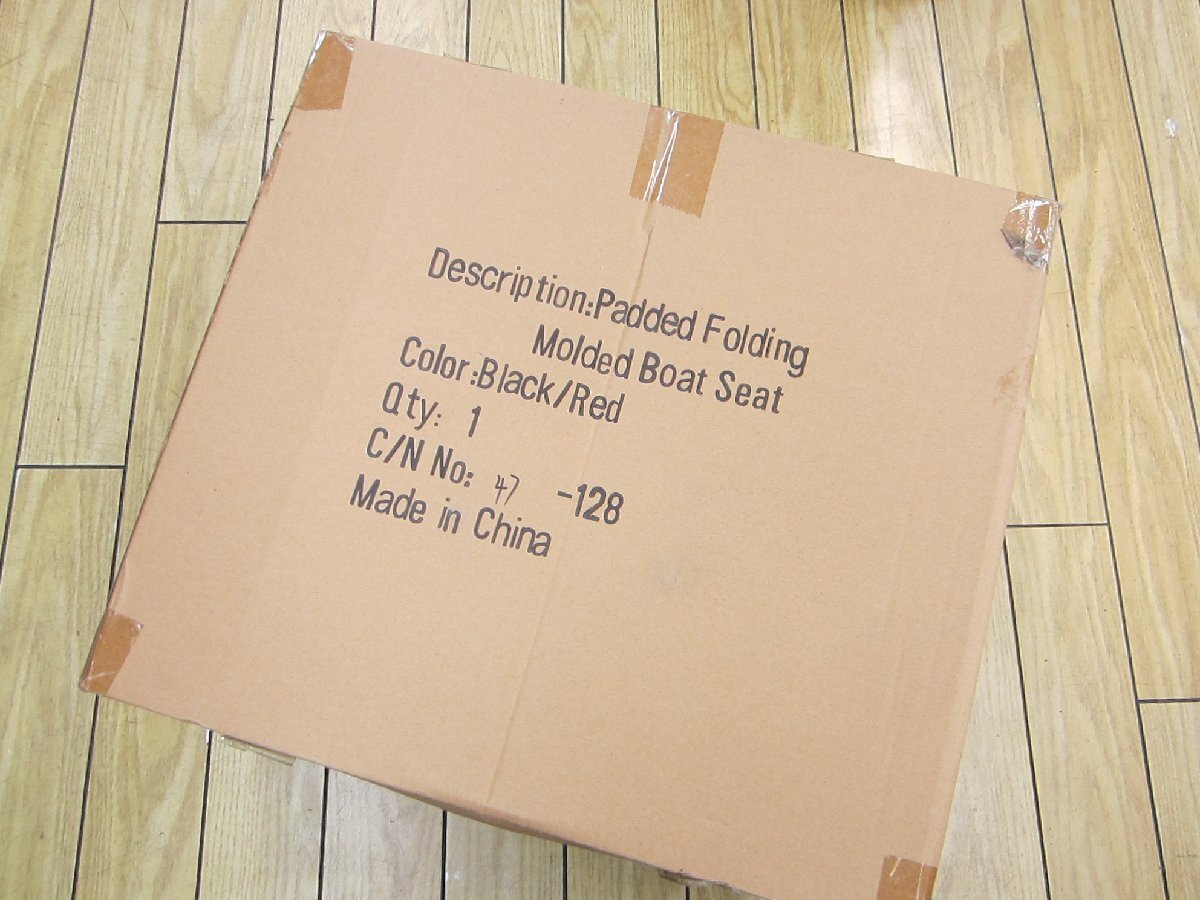 Description:Padded Folding
Molded Boat Seat
Color:Black/Red
Qty: 1
C/N No: 47 -128
Made in China